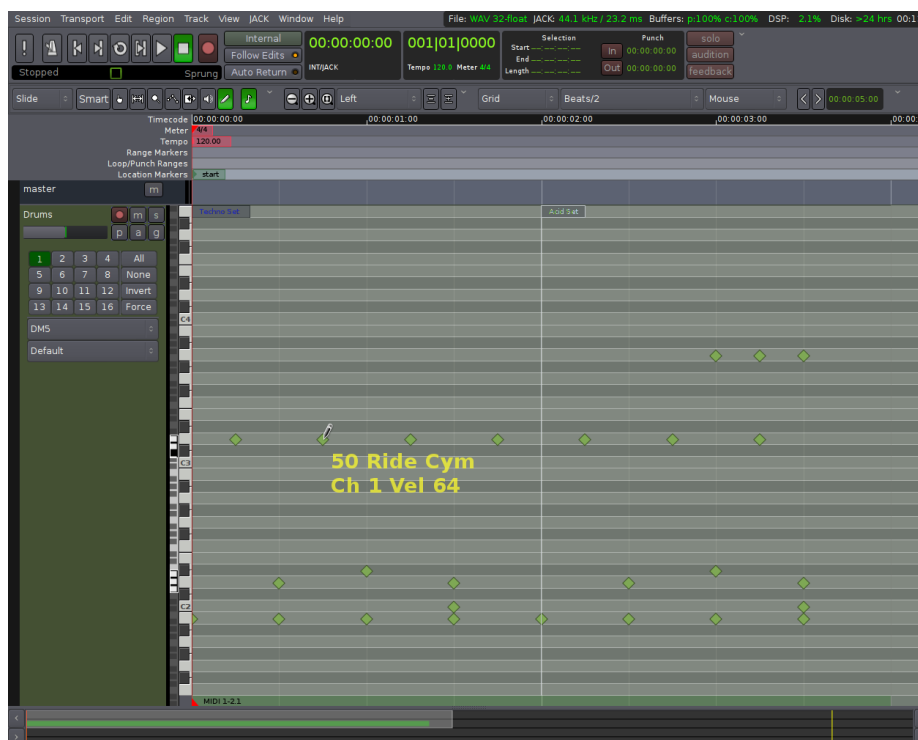 Session Transport Edit Region Track View JACK Window Help
File: WAV 32-float JACK: 44.1 kHz / 23.2 ms Buffers: p:100% c:100% DSP: 2.1% Disk: >24 hrs 00:1
Internal
Follow Edits
Auto Return
Stopped
Sprung
00:00:00:00
INT/JACK
001|01|0000
Tempo 120.0 Meter 4/4
Selection
Start --:--:--:--
End --:--:--:--
Length --:--:--:--
Punch
In 00:00:00:00
Out 00:00:00:00
solo
audition
feedback
Slide Smart Left Grid Beats/2 Mouse 00:00:05:00
Timecode 00:00:00:00 00:00:01:00 00:00:02:00 00:00:03:00 00:00:
Meter 4/4
Tempo 120.00
Range Markers
Loop/Punch Ranges
Location Markers start
master m
Drums m s
p a g
Techno Set Acid Set
1 2 3 4 All
5 6 7 8 None
9 10 11 12 Invert
13 14 15 16 Force
C4
DM5
Default
C3
50 Ride Cym
Ch 1 Vel 64
C2
MIDI 1-2.1